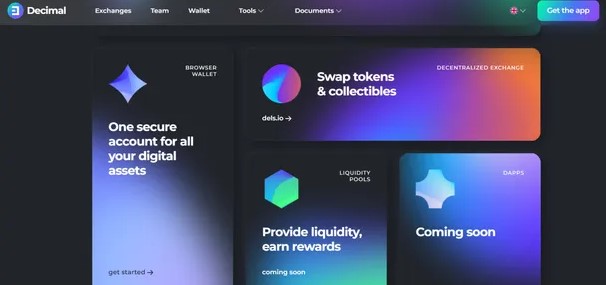 Decimal
Exchanges
Team
Wallet
Tools
Documents
Get the app
BROWSER
WALLET
One secure
account for all
your digital
assets
get started →
DECENTRALIZED EXCHANGE
Swap tokens
& collectibles
dels.io →
LIQUIDITY
POOLS
Provide liquidity,
earn rewards
coming soon
DAPPS
Coming soon